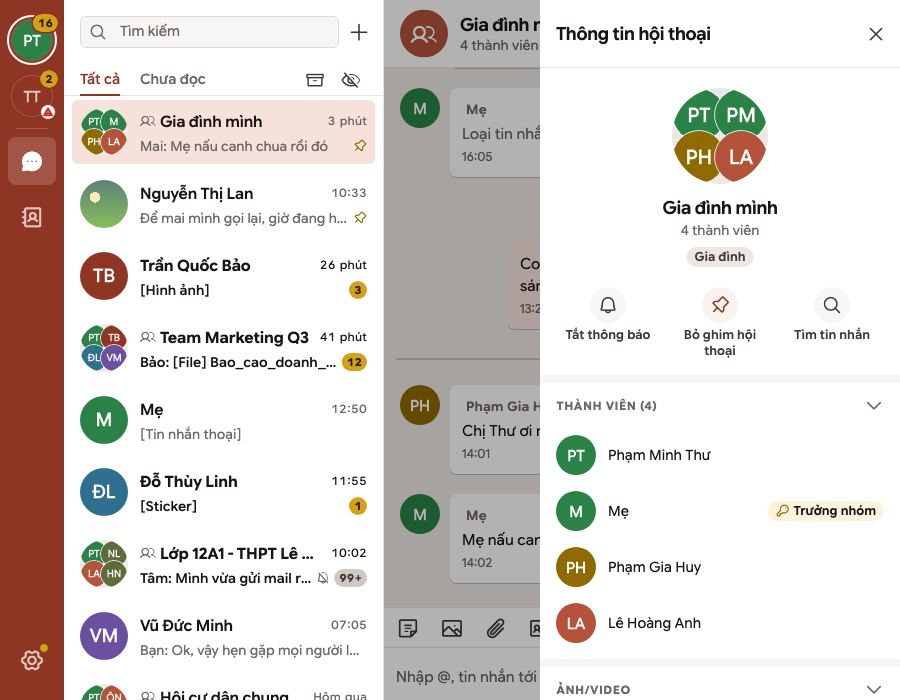 PT
16
TT
2
Tìm kiếm
Tất cả
Chưa đọc
PT
M
PH
LA
Gia đình mình
3 phút
Mai: Mẹ nấu canh chua rồi đó
Nguyễn Thị Lan
10:33
Để mai mình gọi lại, giờ đang h...
TB
Trần Quốc Bảo
26 phút
[Hình ảnh]
3
PT
TB
ĐL
VM
Team Marketing Q3
41 phút
Bảo: [File] Bao_cao_doanh_...
12
M
Mẹ
12:50
[Tin nhắn thoại]
ĐL
Đỗ Thùy Linh
11:55
[Sticker]
1
PT
NL
LA
HN
Lớp 12A1 - THPT Lê ...
10:02
Tâm: Mình vừa gửi mail r...
99+
VM
Vũ Đức Minh
07:05
Bạn: Ok, vậy hẹn gặp mọi người l...
PT
ÔN
Hội cư dân chung
Hôm qua
Gia đình
4 thành viên
M
Mẹ
Loại tin nhắ
16:05
sán
13:2
PH
Phạm Gia H
Chị Thư ơi
14:01
M
Mẹ
Mẹ nấu can
14:02
Nhập @, tin nhắn tới
Thông tin hội thoại
PT
PM
PH
LA
Gia đình mình
4 thành viên
Gia đình
Tắt thông báo
Bỏ ghim hội
thoại
Tìm tin nhắn
THÀNH VIÊN (4)
PT
Phạm Minh Thư
M
Mẹ
Trưởng nhóm
PH
Phạm Gia Huy
LA
Lê Hoàng Anh
ẢNH/VIDEO